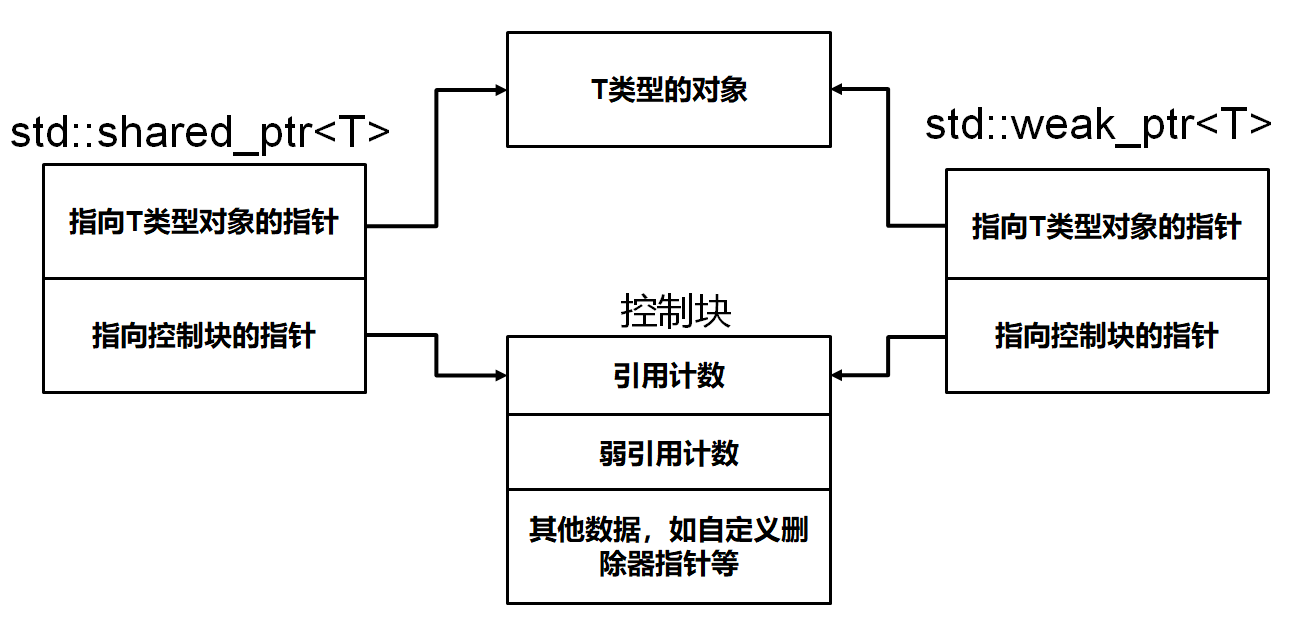 T类型的对象
std::shared_ptr<T>
指向T类型对象的指针
指向控制块的指针
std::weak_ptr<T>
指向T类型对象的指针
指向控制块的指针
控制块
引用计数
弱引用计数
其他数据，如自定义删
除器指针等